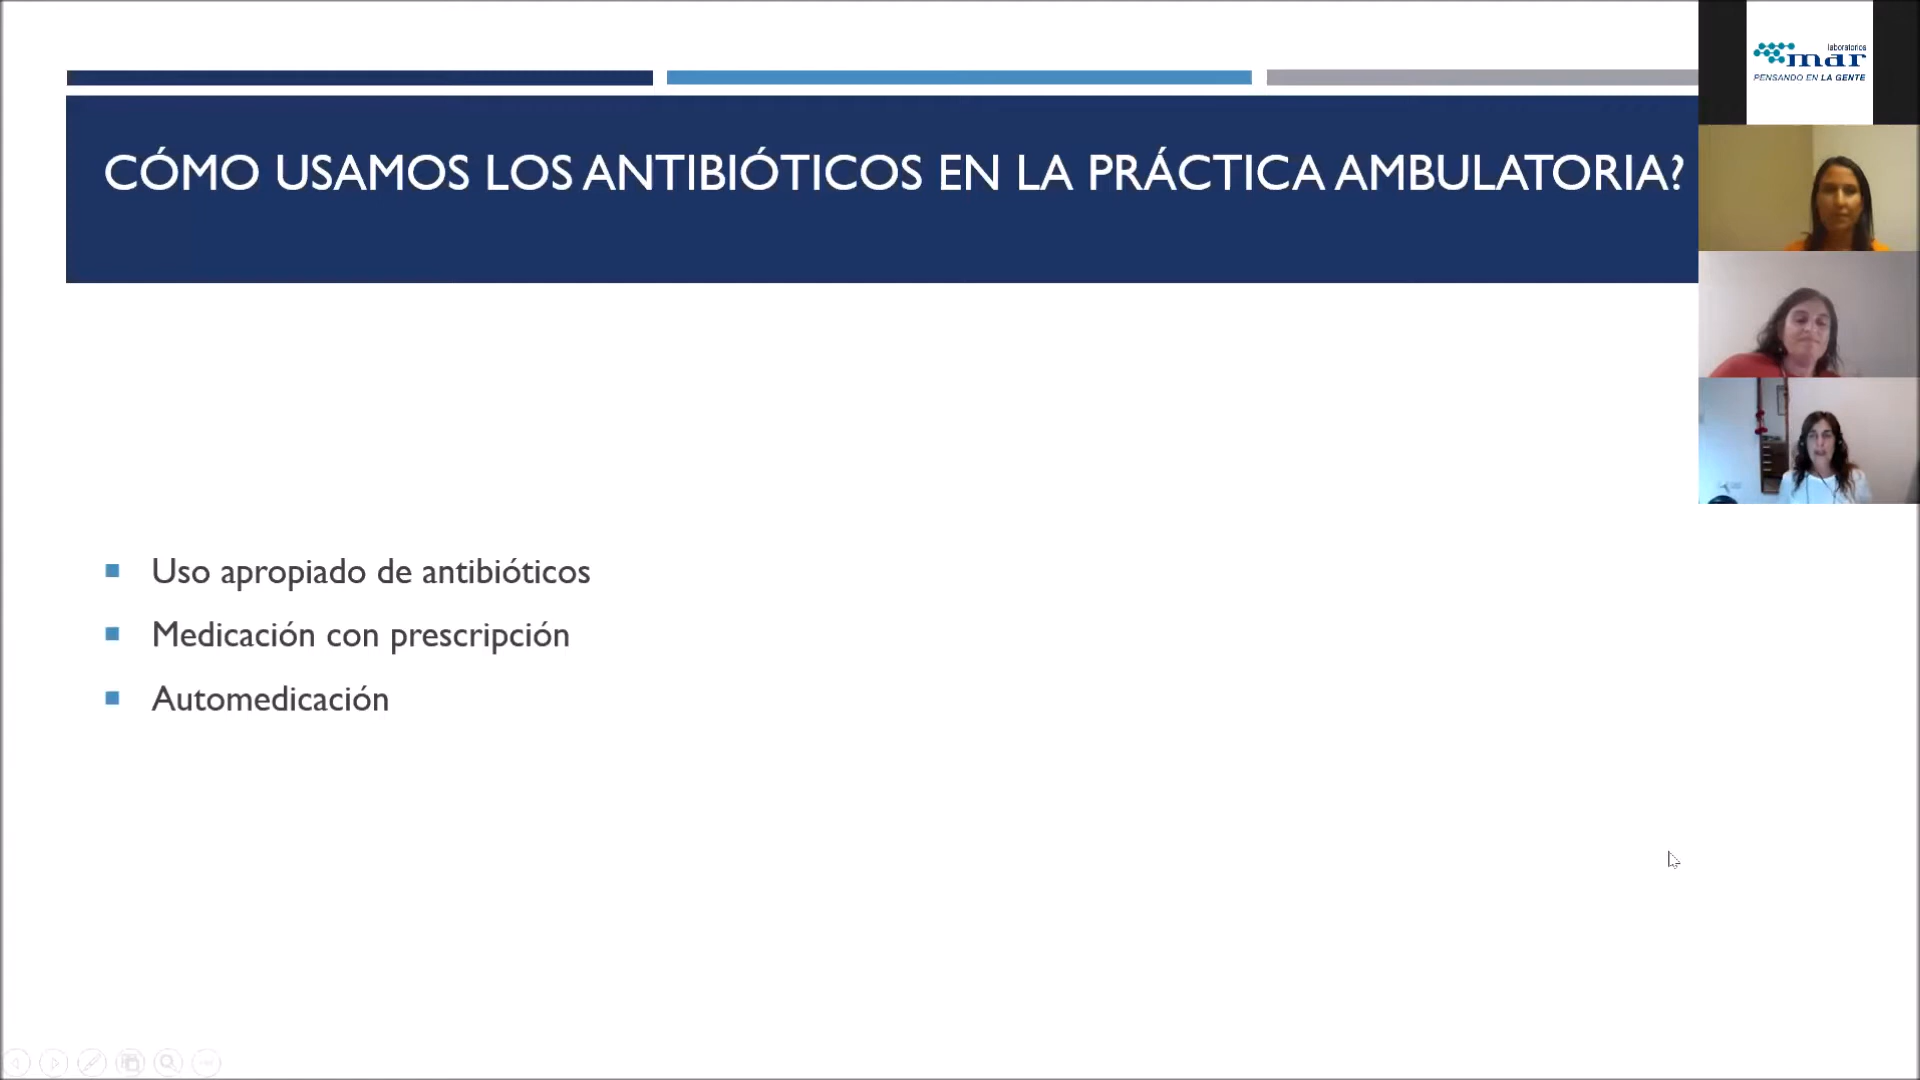 CÓMO USAMOS LOS ANTIBIÓTICOS EN LA PRÁCTICA AMBULATORIA?
laboratorios
mar
PENSANDO EN LA GENTE
Uso apropiado de antibióticos
Medicación con prescripción
Automedicación